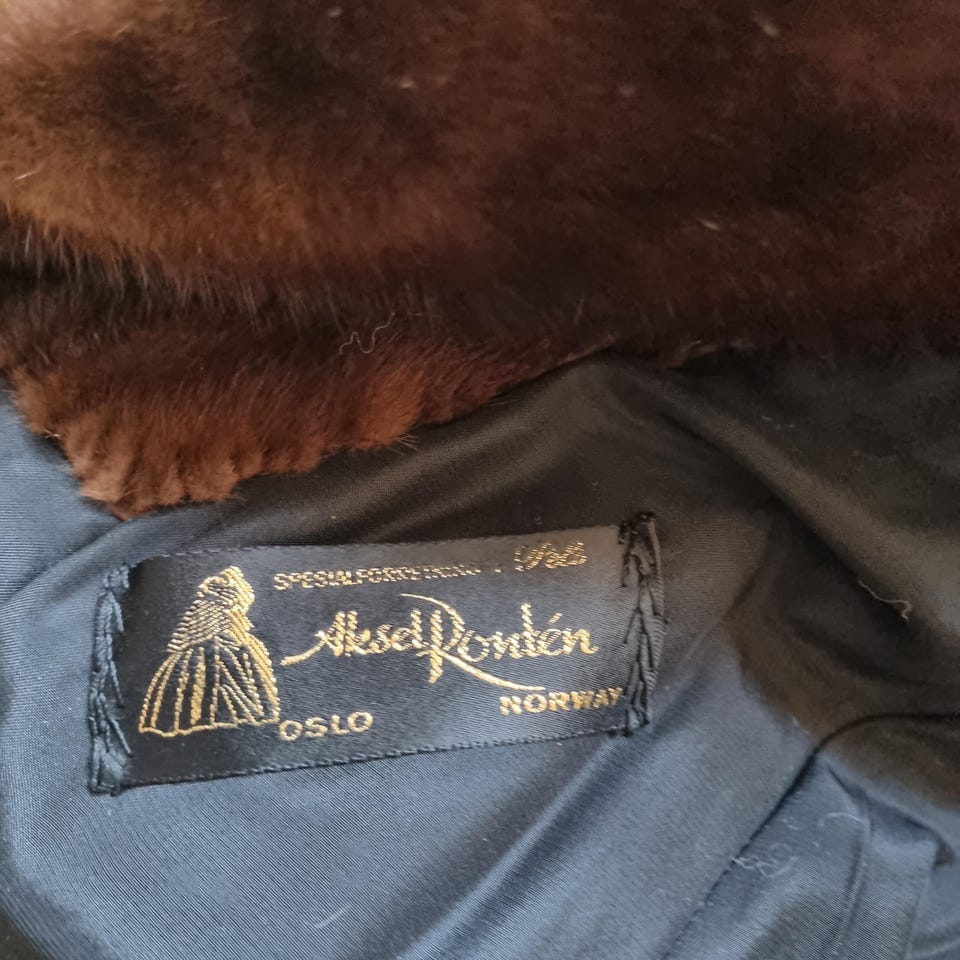 SPESIALFORRETNING I Pels
Aksel Rontén
OSLO NORWAY